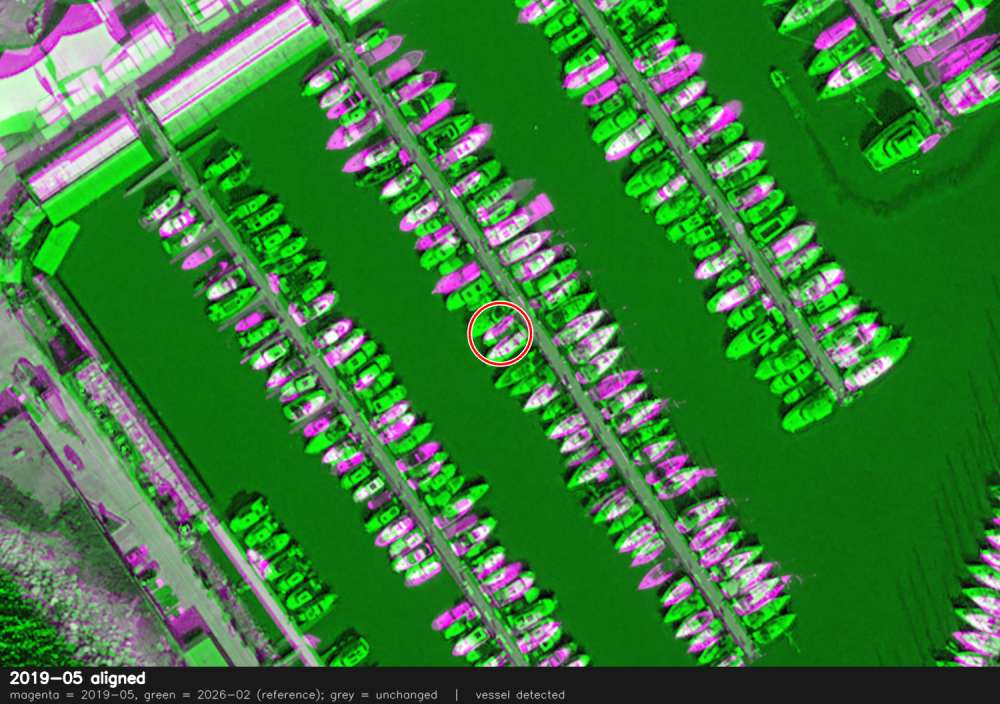 2019-05 aligned
magenta = 2019-05, green = 2026-02 (reference); grey = unchanged | vessel detected